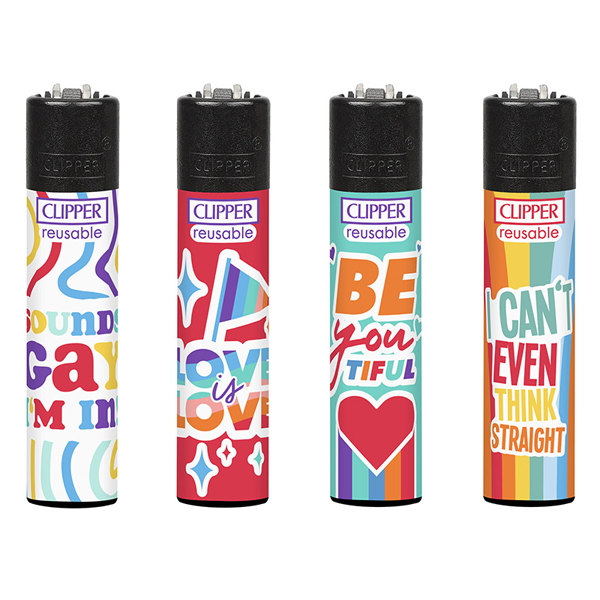 CLIPPER
CLIPPER
reusable
SOUNDS
Gay
I'M IN!
CLIPPER
CLIPPER
reusable
LOVE
is
LOVE
CLIPPER
CLIPPER
reusable
BE
you
TIFUL
CLIPPER
CLIPPER
reusable
I CAN'T
EVEN
THINK
STRAIGHT